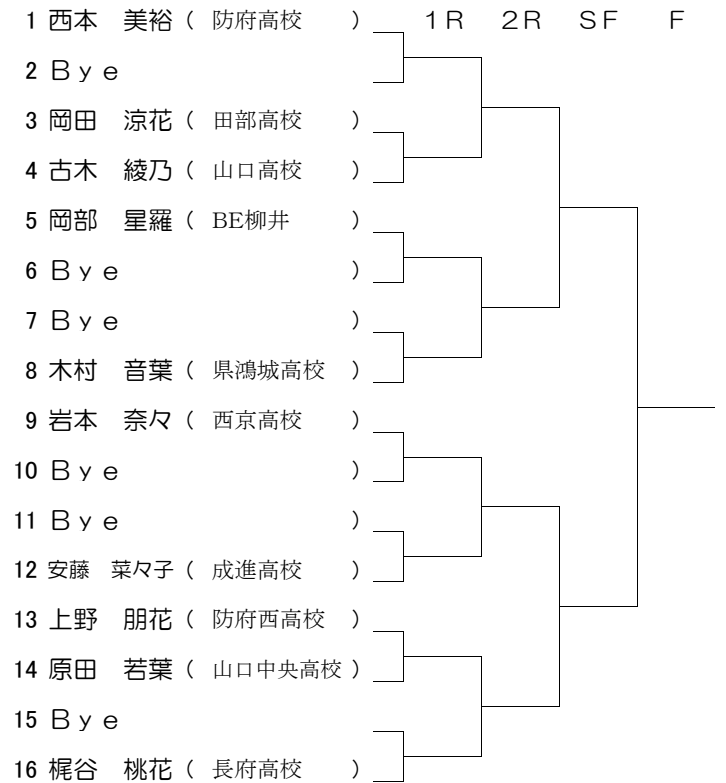 1 西本　美裕 ( 防府高校 ) １Ｒ ２Ｒ ＳＦ Ｆ
2 Ｂｙｅ
3 岡田　涼花 ( 田部高校 )
4 古木　綾乃 ( 山口高校 )
5 岡部　星羅 ( BE柳井 )
6 Ｂｙｅ )
7 Ｂｙｅ )
8 木村　音葉 ( 県鴻城高校 )
9 岩本　奈々 ( 西京高校 )
10 Ｂｙｅ )
11 Ｂｙｅ )
12 安藤　菜々子 ( 成進高校 )
13 上野　朋花 ( 防府西高校 )
14 原田　若葉 ( 山口中央高校 )
15 Ｂｙｅ
16 梶谷　桃花 ( 長府高校 )